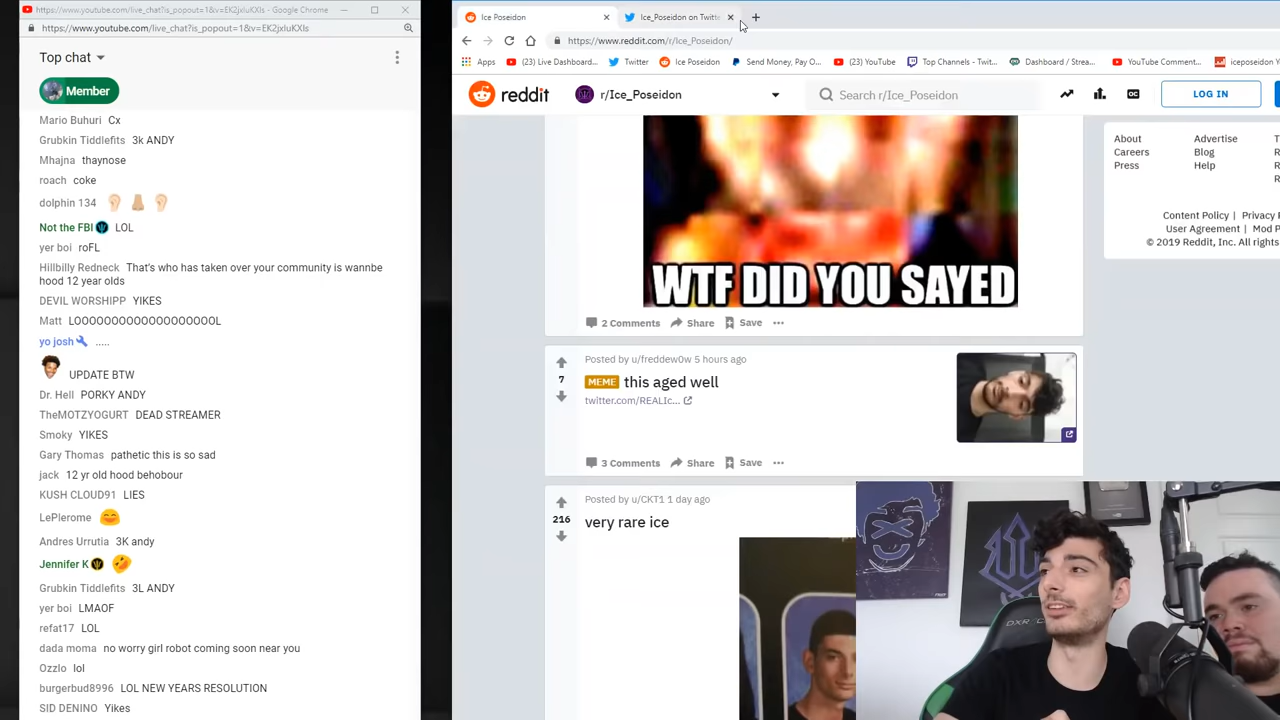 https://www.youtube.com/live_chat?is_popout=1&v=EK2jxIuKXIs - Google Chrome
https://www.youtube.com/live_chat?is_popout=1&v=EK2jxIuKXIs
Top chat
Member
Mario Buhuri Cx
Grubkin Tiddlefits 3k ANDY
Mhajna thaynose
roach coke
dolphin 134
Not the FBI LOL
yer boi roFL
Hillbilly Redneck That's who has taken over your community is wannbe
hood 12 year olds
DEVIL WORSHIPP YIKES
Matt LOOOOOOOOOOOOOOOOOOL
yo josh .....
UPDATE BTW
Dr. Hell PORKY ANDY
TheMOTZYOGURT DEAD STREAMER
Smoky YIKES
Gary Thomas pathetic this is so sad
jack 12 yr old hood behobour
KUSH CLOUD91 LIES
LePlerome
Andres Urrutia 3K andy
Jennifer K
Grubkin Tiddlefits 3L ANDY
yer boi LMAOF
refat17 LOL
dada moma no worry girl robot coming soon near you
Ozzlo lol
burgerbud8996 LOL NEW YEARS RESOLUTION
SID DENINO Yikes
Ice Poseidon
Ice_Poseidon on Twitte
https://www.reddit.com/r/Ice_Poseidon/
Apps (23) Live Dashboard... Twitter Ice Poseidon Send Money, Pay O... (23) YouTube Top Channels - Twit... Dashboard / Strea... YouTube Comment... iceposeidon Y
reddit r/Ice_Poseidon Search r/Ice_Poseidon LOG IN
WTF DID YOU SAYED
2 Comments Share Save
Posted by u/freddew0w 5 hours ago
7
MEME this aged well
twitter.com/REALIc...
3 Comments Share Save
Posted by u/CKT1 1 day ago
216
very rare ice
About Advertise
Careers Blog
Press Help
Content Policy | Privacy
User Agreement | Mod P
© 2019 Reddit, Inc. All rights
DXR